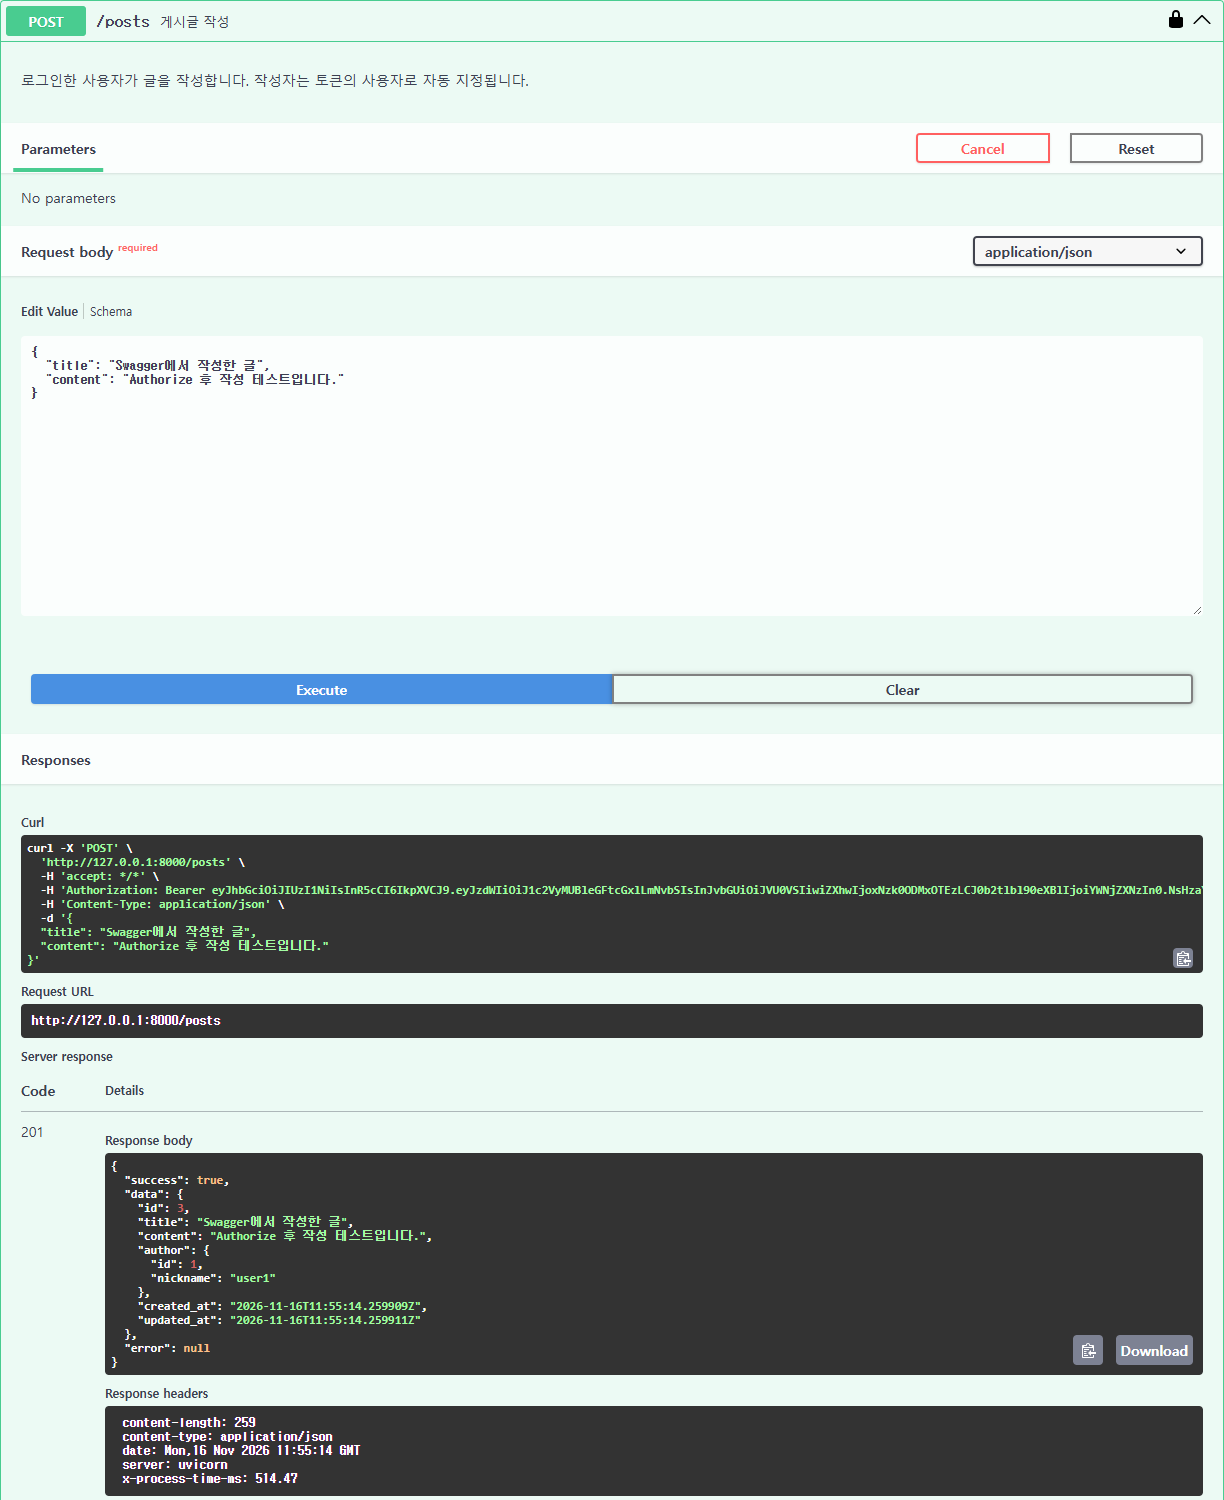 POST /posts 게시글 작성
로그인한 사용자가 글을 작성합니다. 작성자는 토큰의 사용자로 자동 지정됩니다.
Parameters
Cancel
Reset
No parameters
Request body required
application/json
Edit Value | Schema
{
  "title": "Swagger에서 작성한 글",
  "content": "Authorize 후 작성 테스트입니다."
}
Execute
Clear
Responses
Curl
curl -X 'POST' \
  'http://127.0.0.1:8000/posts' \
  -H 'accept: */*' \
  -H 'Authorization: Bearer
  -H 'Content-Type: application/json' \
  -d '{
  "title": "Swagger에서 작성한 글",
  "content": "Authorize 후 작성 테스트입니다."
}'
Request URL
http://127.0.0.1:8000/posts
Server response
Code Details
201
Response body
{
  "success": true,
  "data": {
    "id": 3,
    "title": "Swagger에서 작성한 글",
    "content": "Authorize 후 작성 테스트입니다.",
    "author": {
      "id": 1,
      "nickname": "user1"
    },
    "created_at": "2026-11-16T11:55:14.259909Z",
    "updated_at": "2026-11-16T11:55:14.259911Z"
  },
  "error": null
}
Download
Response headers
content-length: 259
content-type: application/json
date: Mon,16 Nov 2026 11:55:14 GMT
server: uvicorn
x-process-time-ms: 514.47